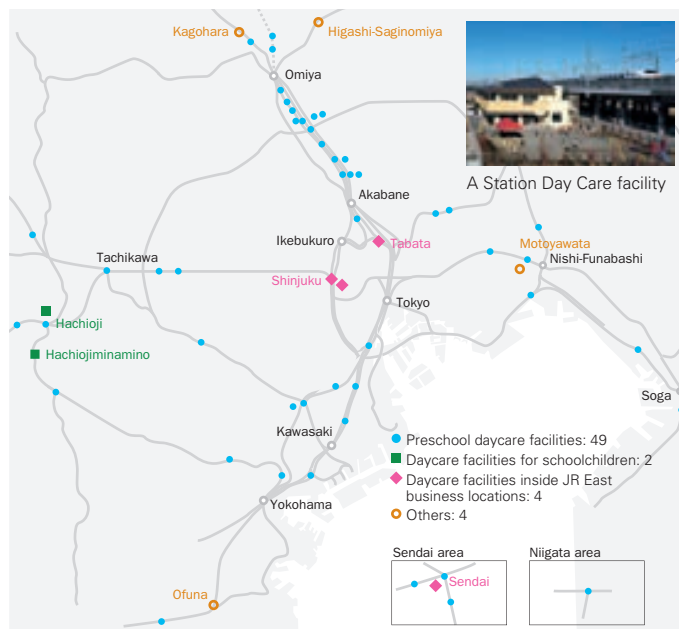 Kagohara
Higashi-Saginomiya
Omiya
A Station Day Care facility
Akabane
Ikebukuro
Tabata
Motoyawata
Nishi-Funabashi
Tachikawa
Shinjuku
Tokyo
Hachioji
Hachiojiminamino
Soga
Kawasaki
Preschool daycare facilities: 49
Daycare facilities for schoolchildren: 2
Daycare facilities inside JR East
business locations: 4
Others: 4
Yokohama
Sendai area
Niigata area
Sendai
Ofuna